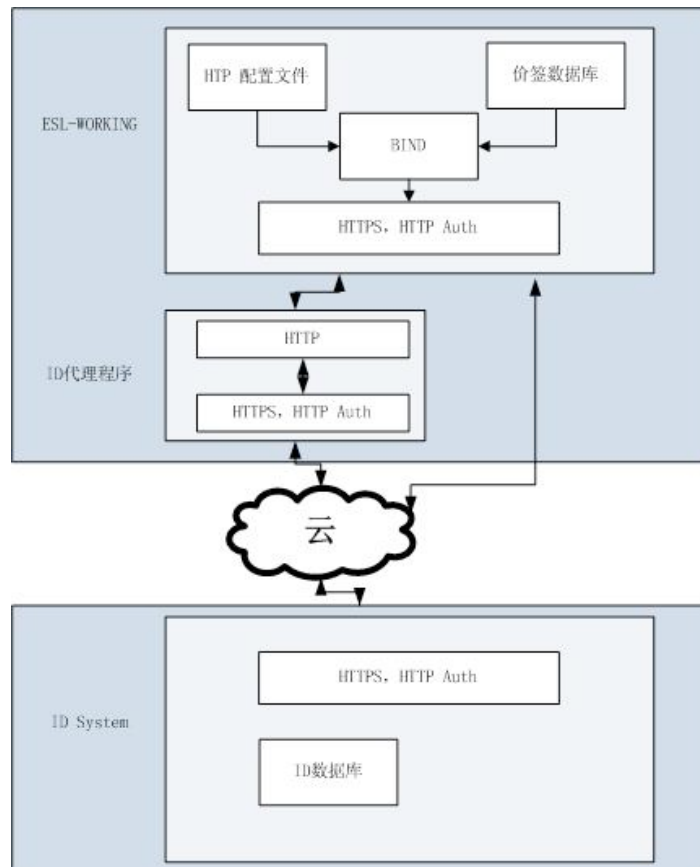 HTP 配置文件
价签数据库
ESL-WORKING
BIND
HTTPS, HTTP Auth
HTTP
ID代理程序
HTTPS, HTTP Auth
云
HTTPS, HTTP Auth
ID System
ID数据库